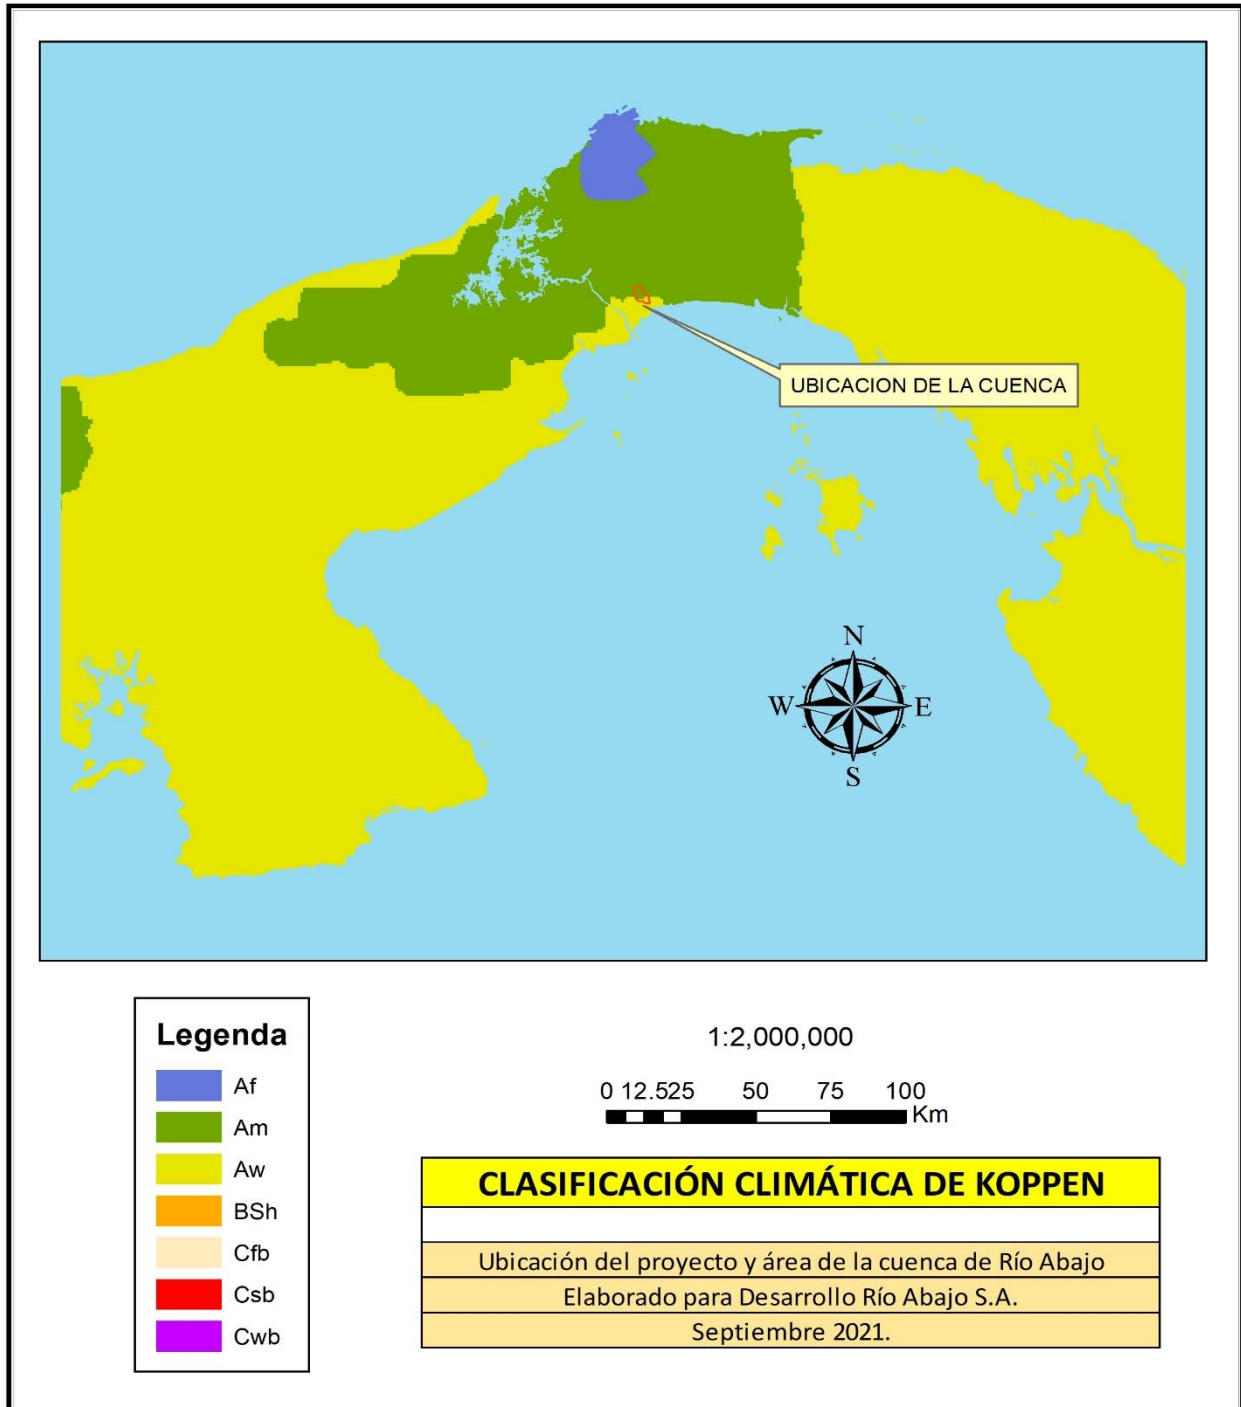 UBICACION DE LA CUENCA
N
W E
S
Legenda
Af
Am
Aw
BSh
Cfb
Csb
Cwb
1:2,000,000
0 12.525 50 75 100
Km
CLASIFICACIÓN CLIMÁTICA DE KOPPEN
Ubicación del proyecto y área de la cuenca de Río Abajo
Elaborado para Desarrollo Río Abajo S.A.
Septiembre 2021.